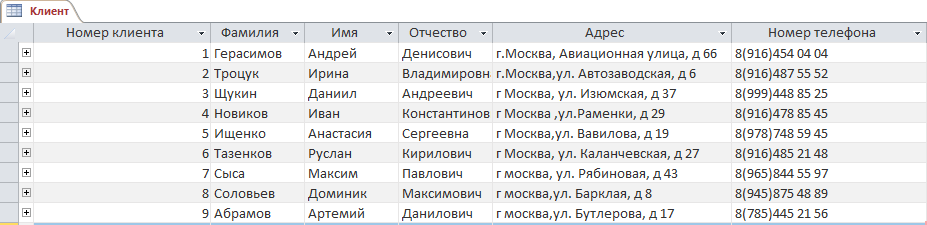 Клиент
Номер клиента Фамилия Имя Отчество Адрес Номер телефона
1 Герасимов Андрей Денисович г.Москва, Авиационная улица, д 66 8(916)454 04 04
2 Троцук Ирина Владимировна г.Москва,ул. Автозаводская, д 6 8(916)487 55 52
3 Щукин Даниил Андреевич г Москва, ул. Изюмская, д 37 8(999)448 85 25
4 Новиков Иван Константинов г Москва ,ул.Раменки, д 29 8(916)478 85 45
5 Ищенко Анастасия Сергеевна г Москва,ул. Вавилова, д 19 8(978)748 59 45
6 Тазенков Руслан Кирилович г Москва, ул. Каланчевская, д 27 8(916)485 21 48
7 Сыса Максим Павлович г москва, ул. Рябиновая, д 43 8(965)844 55 97
8 Соловьев Доминик Максимович г москва,ул. Барклая, д 8 8(945)875 48 89
9 Абрамов Артемий Данилович г москва,ул. Бутлерова, д 17 8(785)445 21 56